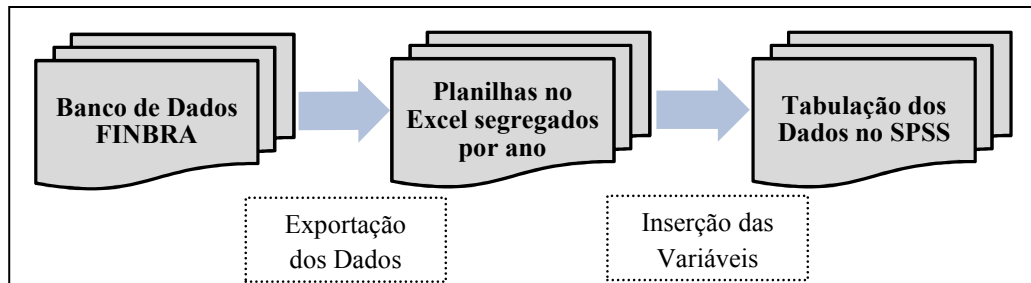 Banco de Dados
FINBRA
Planilhas no
Excel segregados
por ano
Tabulação dos
Dados no SPSS
Exportação
dos Dados
Inserção das
Variáveis